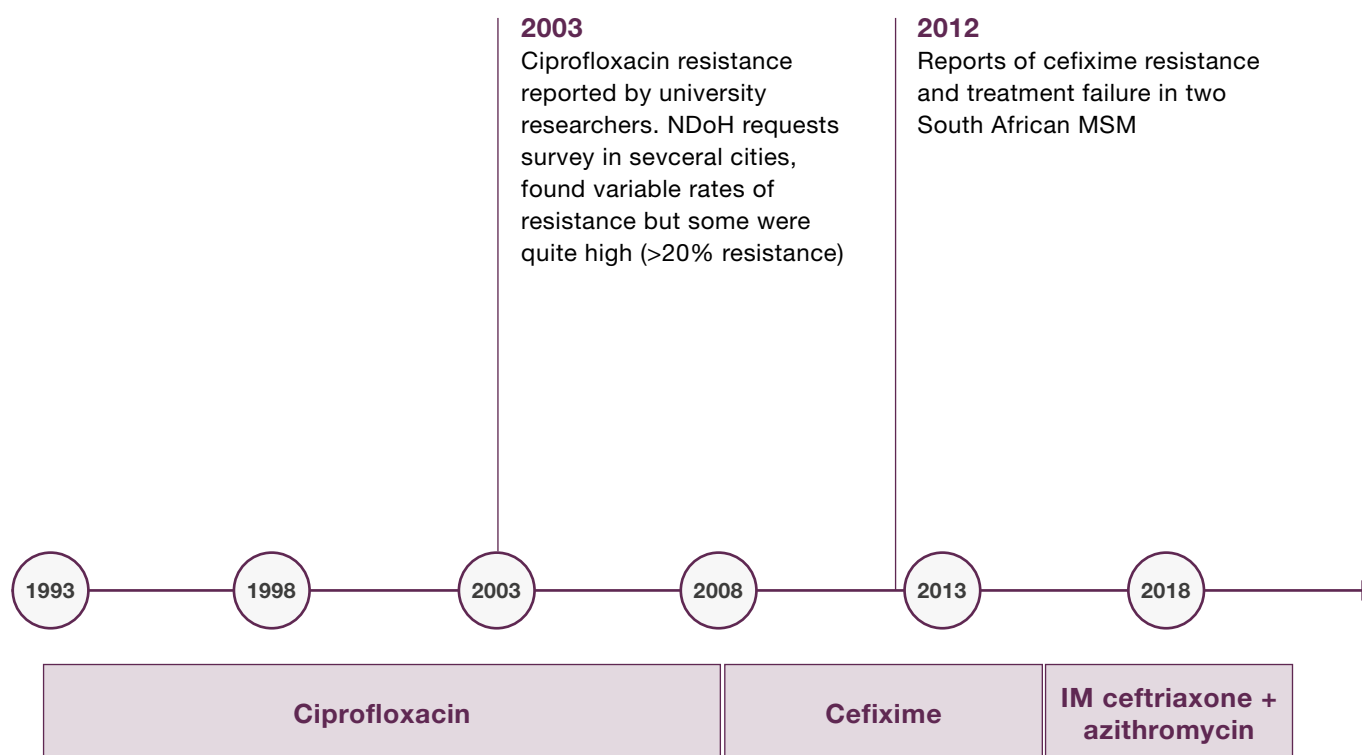 2003
Ciprofloxacin resistance
reported by university
researchers. NDoH requests
survey in sevceral cities,
found variable rates of
resistance but some were
quite high (>20% resistance)
2012
Reports of cefixime resistance
and treatment failure in two
South African MSM
1993
1998
2003
2008
2013
2018
Ciprofloxacin
Cefixime
IM ceftriaxone +
azithromycin